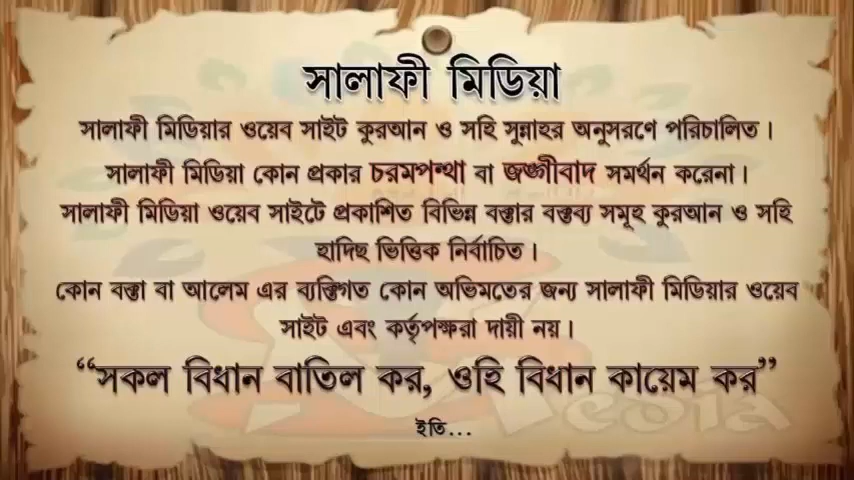 সালাফী মিডিয়া
সালাফী মিডিয়ার ওয়েব সাইট কুরআন ও সহি সুন্নাহর অনুসরণে পরিচালিত।
সালাফী মিডিয়া কোন প্রকার চরমপন্থা বা জঙ্গীবাদ সমর্থন করেনা।
সালাফী মিডিয়া ওয়েব সাইটে প্রকাশিত বিভিন্ন বক্তার বক্তব্য সমূহ কুরআন ও সহি
হাদিছ ভিত্তিক নির্বাচিত।
কোন বক্তা বা আলেম এর ব্যক্তিগত কোন অভিমতের জন্য সালাফী মিডিয়ার ওয়েব
সাইট এবং কর্তৃপক্ষরা দায়ী নয়।
“সকল বিধান বাতিল কর, ওহি বিধান কায়েম কর”
ইতি...